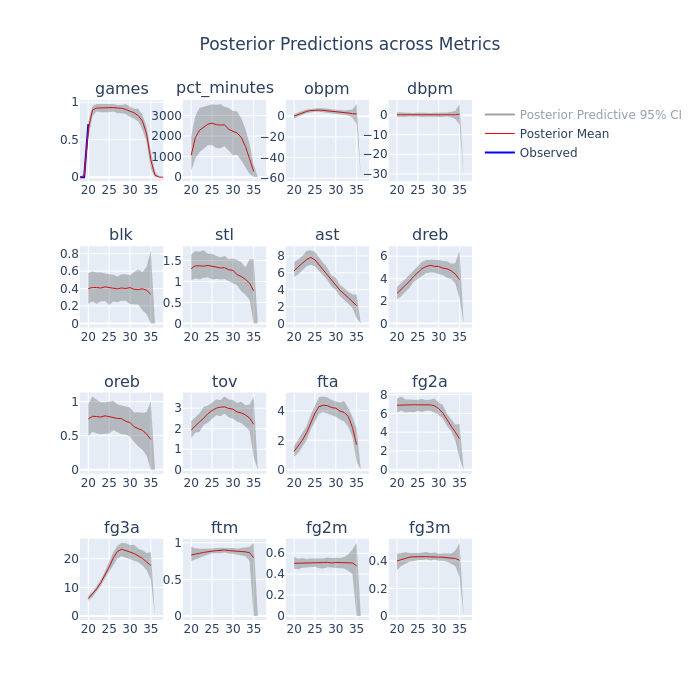 Posterior Predictions across Metrics
games pct_minutes obpm dbpm
1
0.5
0
20 25 30 35
3000
2000
1000
0
20 25 30 35
0
−20
−40
−60
20 25 30 35
0
−10
−20
−30
20 25 30 35
Posterior Predictive 95% CI
Posterior Mean
Observed
blk stl ast dreb
0.8
0.6
0.4
0.2
0
20 25 30 35
1.5
1
0.5
0
20 25 30 35
8
6
4
2
0
20 25 30 35
6
4
2
0
20 25 30 35
oreb tov fta fg2a
1
0.5
0
20 25 30 35
3
2
1
0
20 25 30 35
4
2
0
20 25 30 35
8
6
4
2
0
20 25 30 35
fg3a ftm fg2m fg3m
20
10
0
20 25 30 35
1
0.5
0
20 25 30 35
0.6
0.4
0.2
0
20 25 30 35
0.4
0.2
0
20 25 30 35